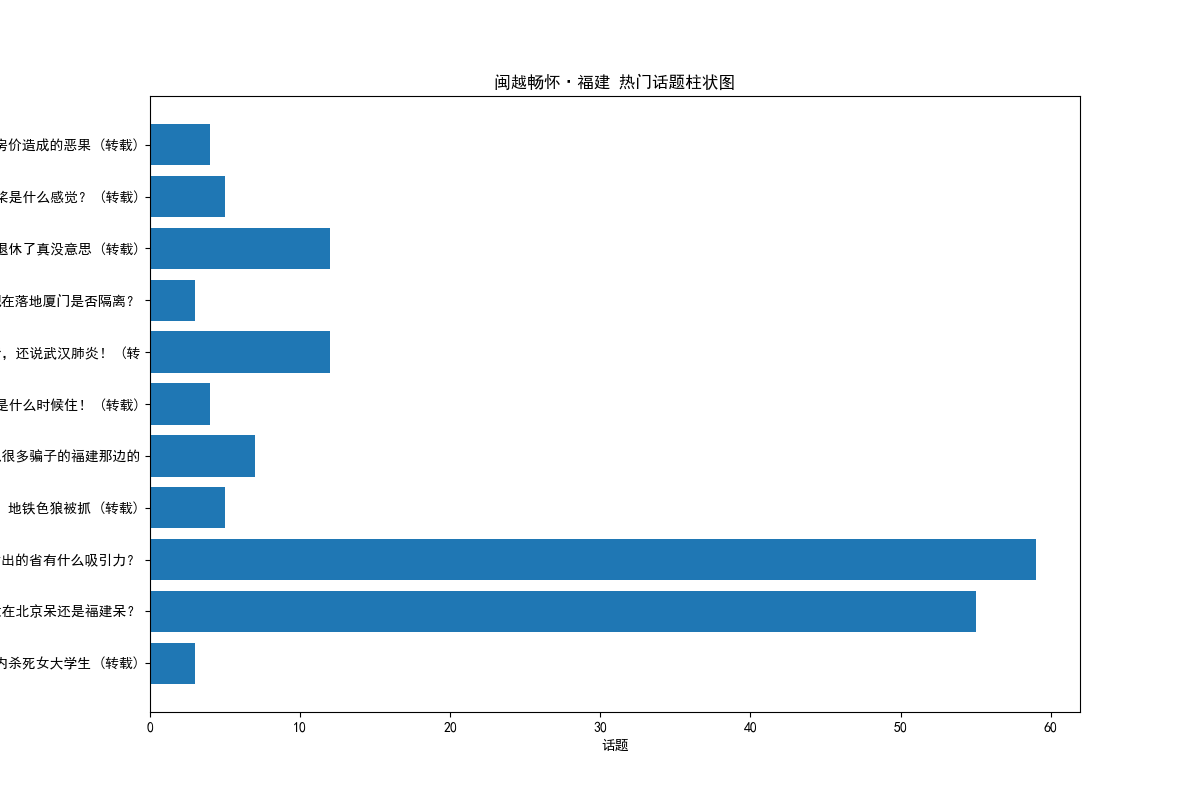 闽越畅怀·福建 热门话题柱状图
房价造成的恶果 (转载)
桨是什么感觉? (转载)
退休了真没意思 (转载)
在落地厦门是否隔离?
,还说武汉肺炎! (转
是什么时候住! (转载)
很多骗子的福建那边的
地铁色狼被抓 (转载)
出的省有什么吸引力?
在北京呆还是福建呆?
内杀死女大学生 (转载)
0 10 20 30 40 50 60
话题